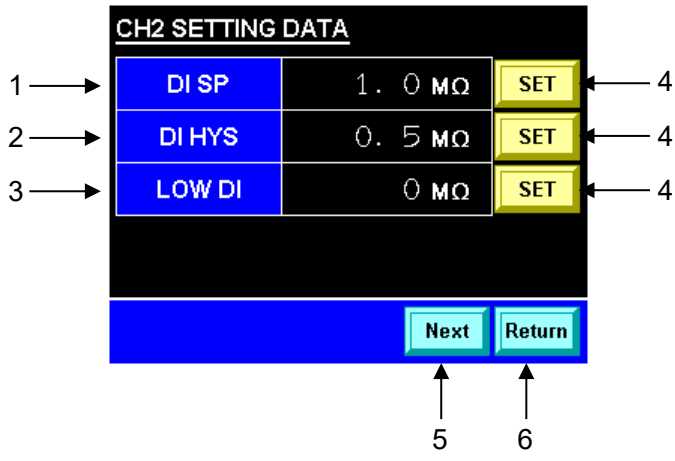 CH2 SETTING DATA
1 DI SP 1. 0 MΩ SET 4
2 DI HYS 0. 5 MΩ SET 4
3 LOW DI 0 MΩ SET 4
Next Return
5 6